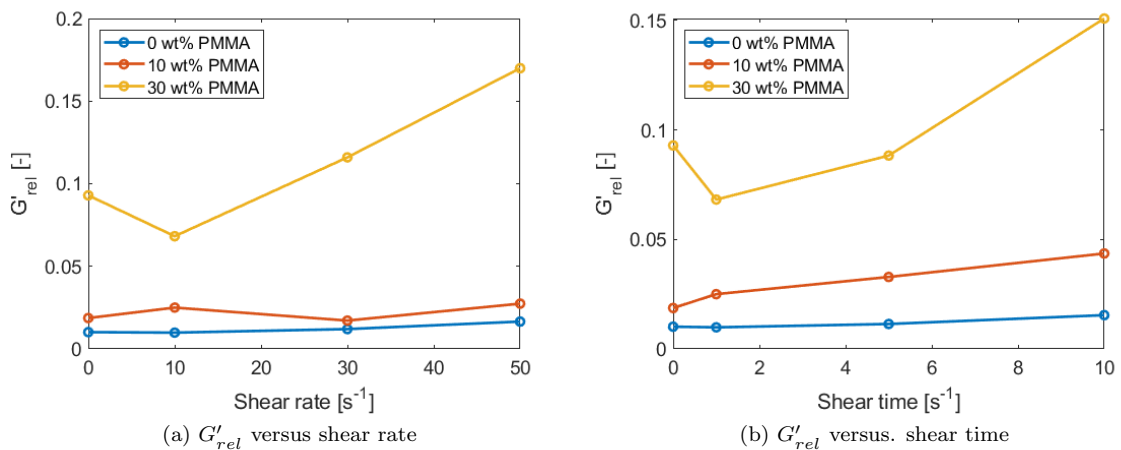 0.2
0.15
0.1
0.05
0
G'rel [-]
0 wt% PMMA
10 wt% PMMA
30 wt% PMMA
0 10 20 30 40 50
Shear rate [s-1]
(a) G′rel versus shear rate
0.15
0.1
0.05
0
G'rel [-]
0 wt% PMMA
10 wt% PMMA
30 wt% PMMA
0 2 4 6 8 10
Shear time [s-1]
(b) G′rel versus. shear time